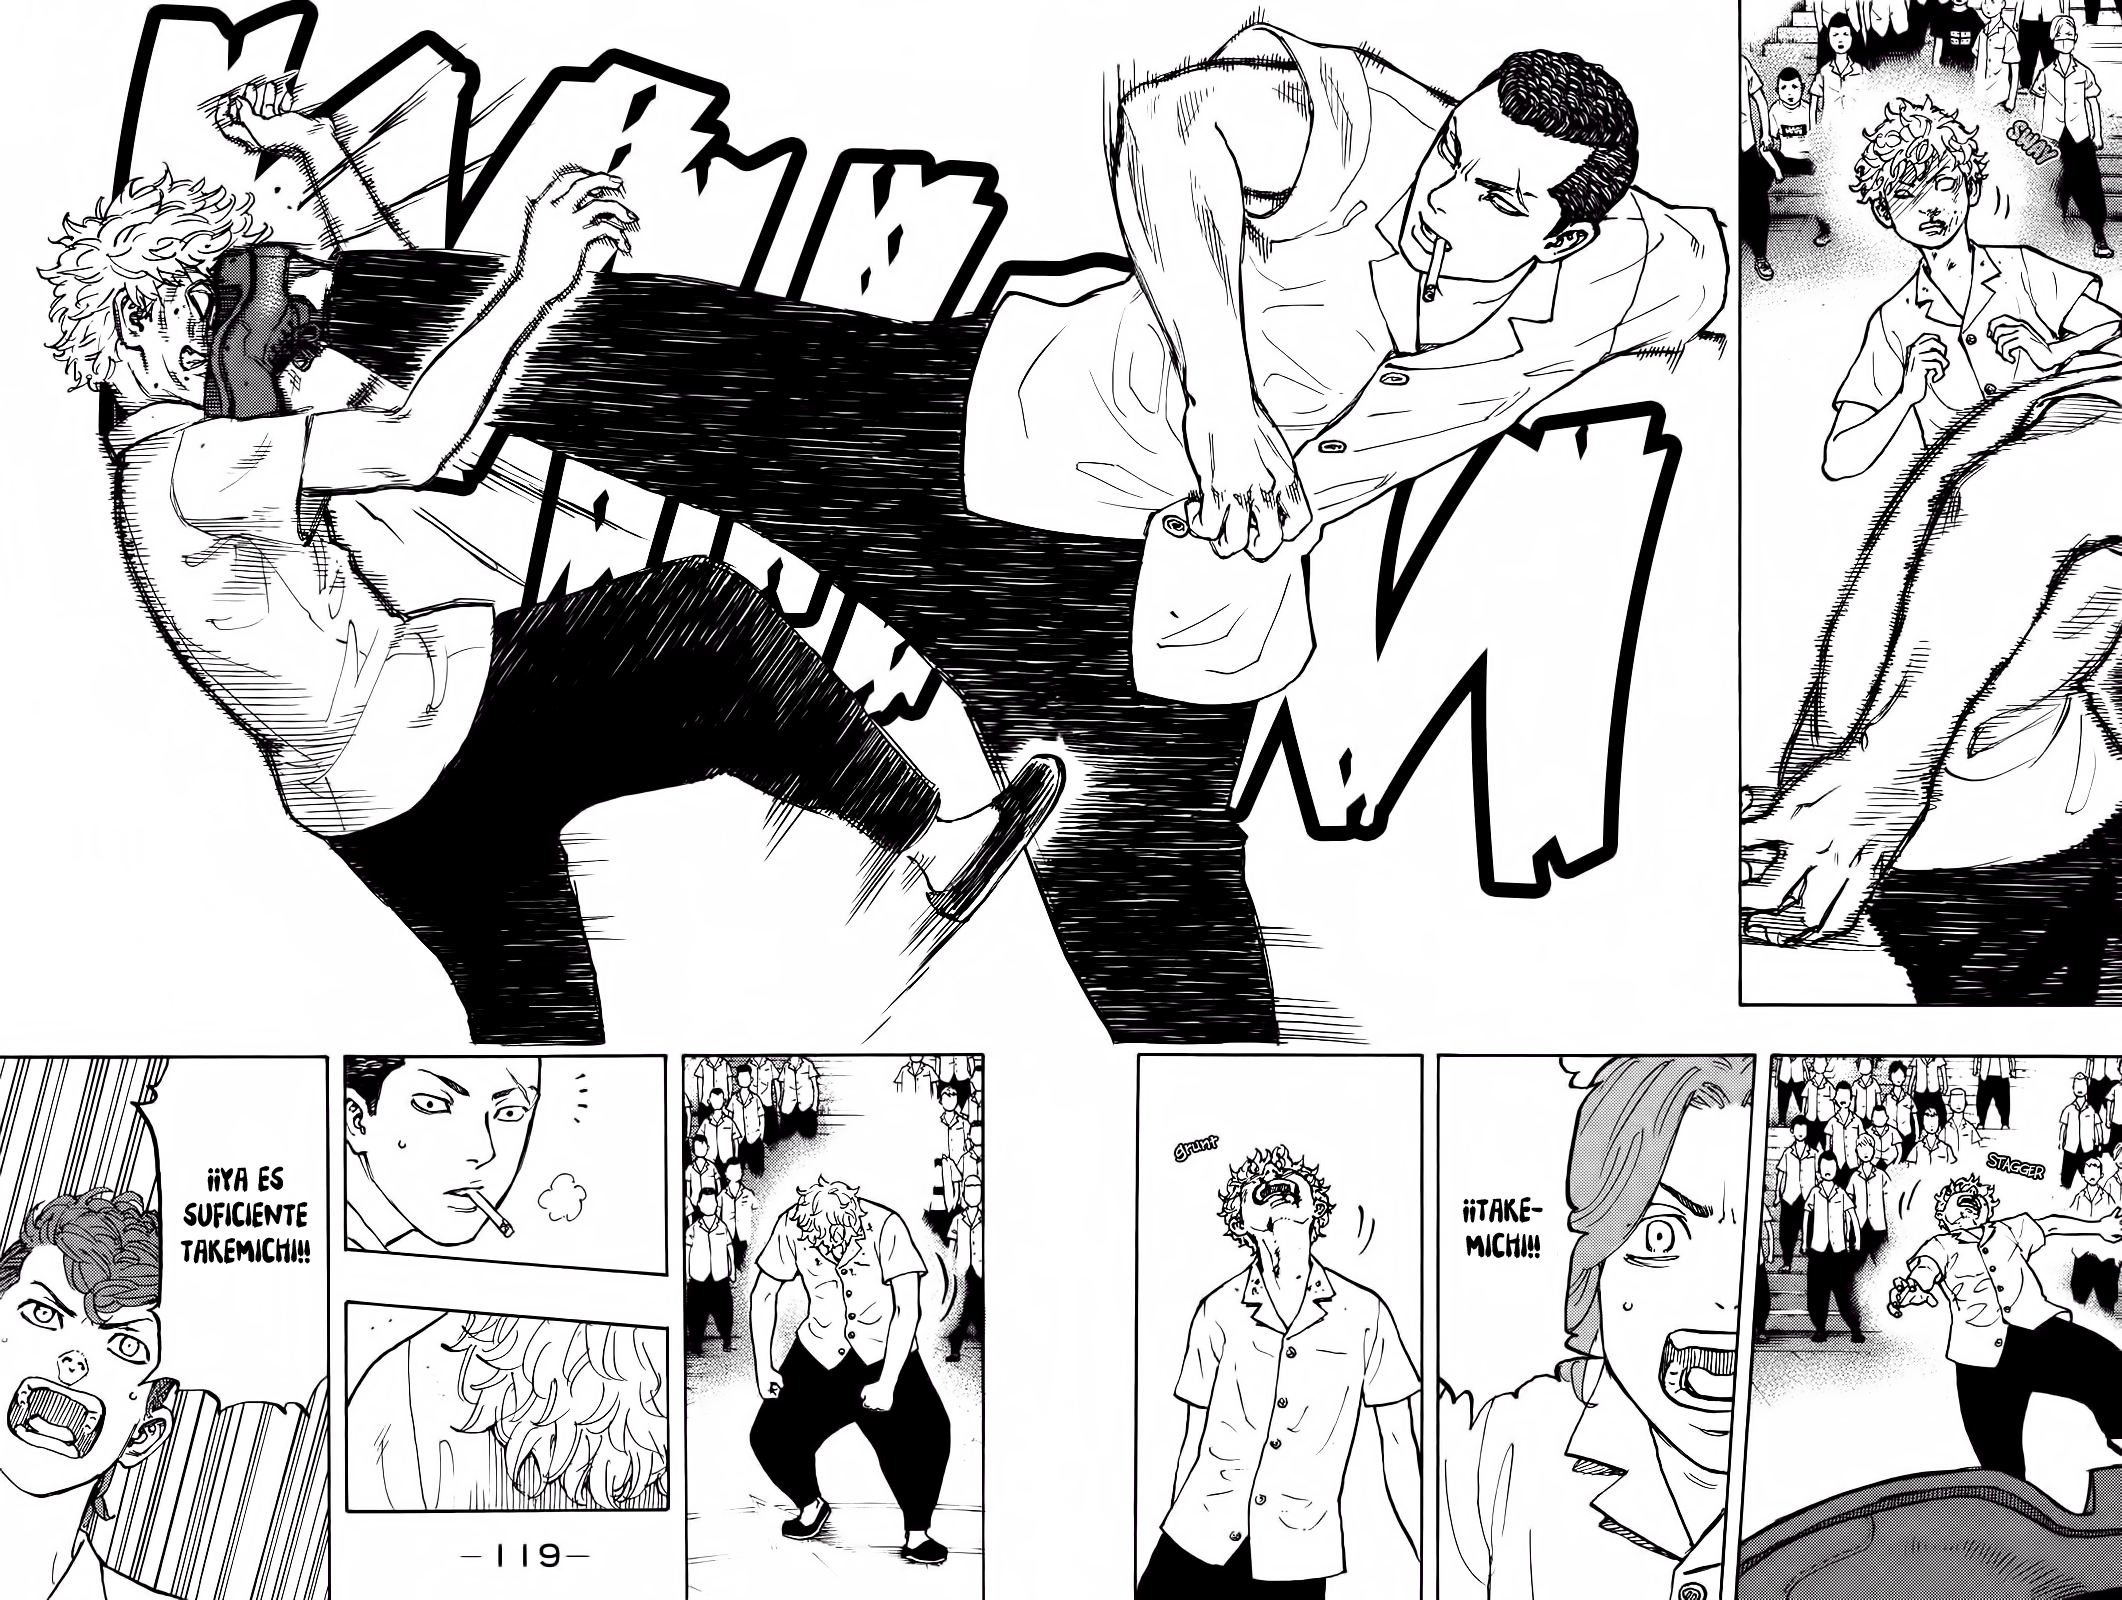 SWAY
STAGGER
¡¡TAKE-
MICHI!!
grunt
¡¡YA ES
SUFICIENTE
TAKEMICHI!!
—119—